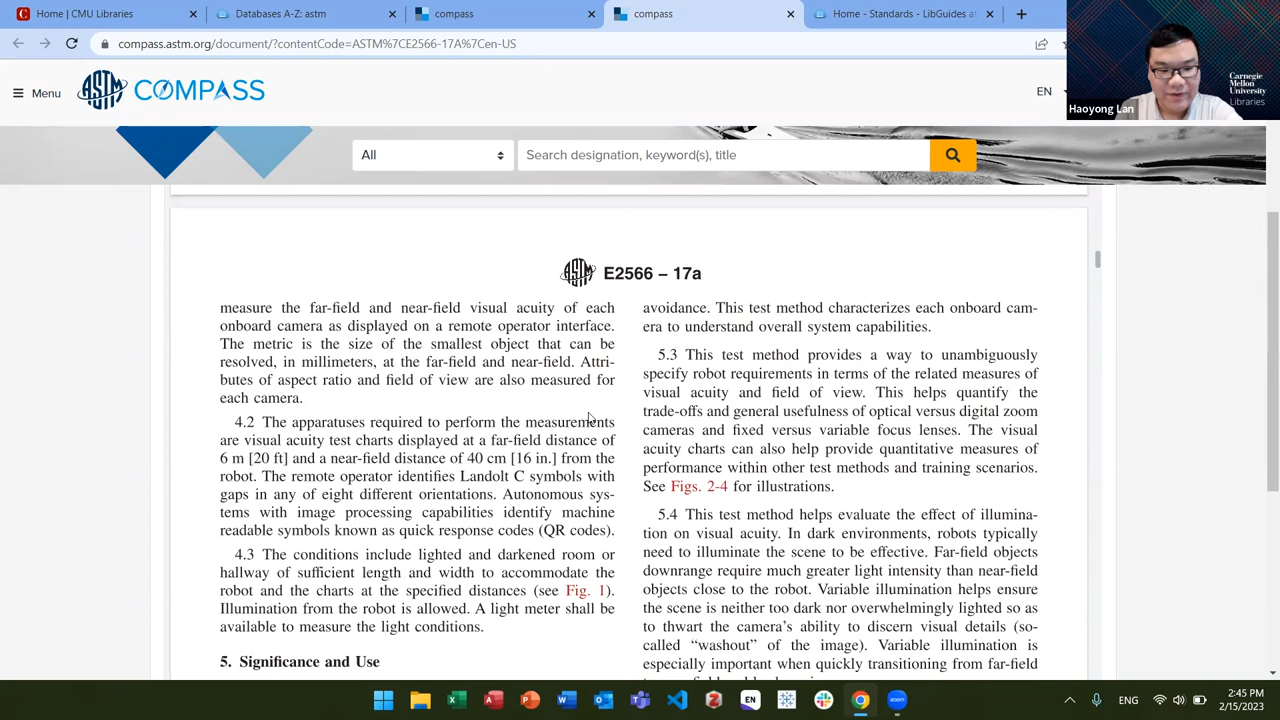 Home | CMU Libraries
Databases A-Z: astm
compass
compass
Home - Standards - LibGuides at
compass.astm.org/document/?contentCode=ASTM%7CE2566-17A%7Cen-US
Menu
ASTM
COMPASS
EN
Haoyong Lan
Carnegie
Mellon
University
Libraries
All
Search designation, keyword(s), title
E2566 – 17a
measure the far-field and near-field visual acuity of each
onboard camera as displayed on a remote operator interface.
The metric is the size of the smallest object that can be
resolved, in millimeters, at the far-field and near-field. Attri-
butes of aspect ratio and field of view are also measured for
each camera.
4.2 The apparatuses required to perform the measurements
are visual acuity test charts displayed at a far-field distance of
6 m [20 ft] and a near-field distance of 40 cm [16 in.] from the
robot. The remote operator identifies Landolt C symbols with
gaps in any of eight different orientations. Autonomous sys-
tems with image processing capabilities identify machine
readable symbols known as quick response codes (QR codes).
4.3 The conditions include lighted and darkened room or
hallway of sufficient length and width to accommodate the
robot and the charts at the specified distances (see Fig. 1).
Illumination from the robot is allowed. A light meter shall be
available to measure the light conditions.
5. Significance and Use
avoidance. This test method characterizes each onboard cam-
era to understand overall system capabilities.
5.3 This test method provides a way to unambiguously
specify robot requirements in terms of the related measures of
visual acuity and field of view. This helps quantify the
trade-offs and general usefulness of optical versus digital zoom
cameras and fixed versus variable focus lenses. The visual
acuity charts can also help provide quantitative measures of
performance within other test methods and training scenarios.
See Figs. 2-4 for illustrations.
5.4 This test method helps evaluate the effect of illumina-
tion on visual acuity. In dark environments, robots typically
need to illuminate the scene to be effective. Far-field objects
downrange require much greater light intensity than near-field
objects close to the robot. Variable illumination helps ensure
the scene is neither too dark nor overwhelmingly lighted so as
to thwart the camera's ability to discern visual details (so-
called “washout” of the image). Variable illumination is
especially important when quickly transitioning from far-field
EN
zoom
ENG
2:45 PM
2/15/2023